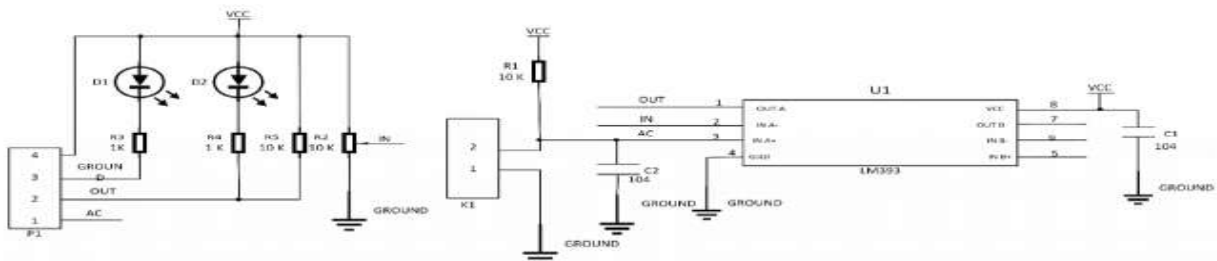 VCC
D1
D2
R3
1K
R4
1 K
R5
10 K
R2
10 K
IN
4
3
2
1
GROUN
D
OUT
AC
P1
GROUND
VCC
R1
10 K
2
1
K1
GROUND
C2
104
GROUND
OUT
IN
AC
1
2
3
4
GROUND
U1
OUT A
IN A-
IN A+
GND
VCC
OUT B
IN B-
IN B+
LM393
8
7
6
5
VCC
C1
104
GROUND